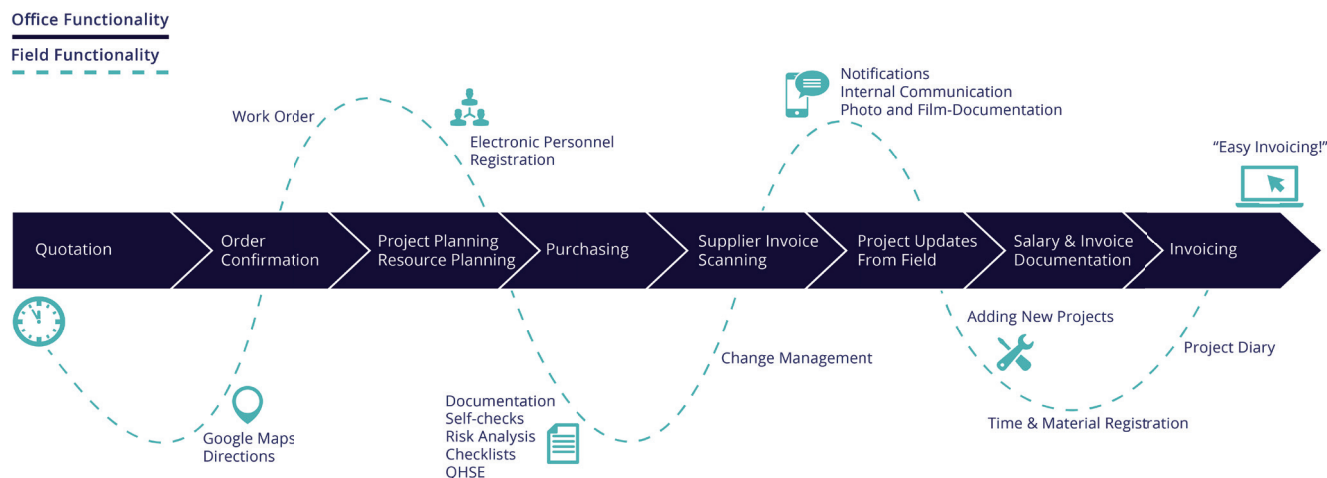 Office Functionality
Field Functionality
Work Order
Electronic Personnel
Registration
Notifications
Internal Communication
Photo and Film-Documentation
“Easy Invoicing!”
Quotation
Order
Confirmation
Project Planning
Resource Planning
Purchasing
Supplier Invoice
Scanning
Project Updates
From Field
Salary & Invoice
Documentation
Invoicing
Google Maps
Directions
Documentation
Self-checks
Risk Analysis
Checklists
OHSE
Change Management
Adding New Projects
Project Diary
Time & Material Registration